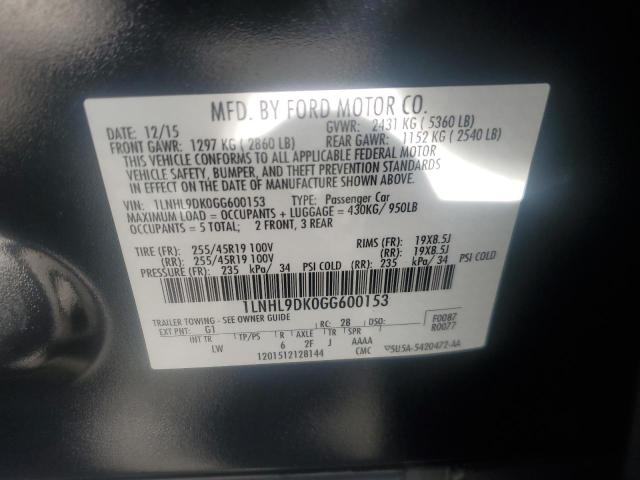 MFD. BY FORD MOTOR CO.
DATE: 12/15 GVWR: 2431 KG ( 5360 LB)
FRONT GAWR: 1297 KG ( 2860 LB) REAR GAWR: 1152 KG ( 2540 LB)
THIS VEHICLE CONFORMS TO ALL APPLICABLE FEDERAL MOTOR
VEHICLE SAFETY, BUMPER, AND THEFT PREVENTION STANDARDS
IN EFFECT ON THE DATE OF MANUFACTURE SHOWN ABOVE.
VIN: 1LNHL9DK0GG600153 TYPE: Passenger Car
MAXIMUM LOAD = OCCUPANTS + LUGGAGE = 430KG/ 950LB
OCCUPANTS = 5 TOTAL; 2 FRONT, 3 REAR
TIRE (FR): 255/45R19 100V RIMS (FR): 19X8.5J
(RR): 255/45R19 100V (RR): 19X8.5J
PRESSURE (FR): 235 kPa/ 34 PSI COLD (RR): 235 kPa/ 34 PSI COLD
1LNHL9DK0GG600153
TRAILER TOWING - SEE OWNER GUIDE
EXT PNT: G1 RC: 28 DSO: F0087
R0077
INT TR TP/PS R AXLE TR SPR
LW 6 2F J AAAA
1201512128144 CMC ▽5U5A-5420472-AA